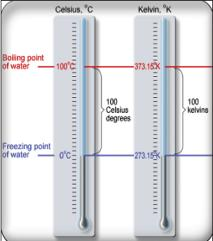 Celsius, °C
Kelvin, °K
Boiling point
of water
100°C
373.15°K
100
Celsius
degrees
100
kelvins
Freezing point
of water
0°C
273.15°K